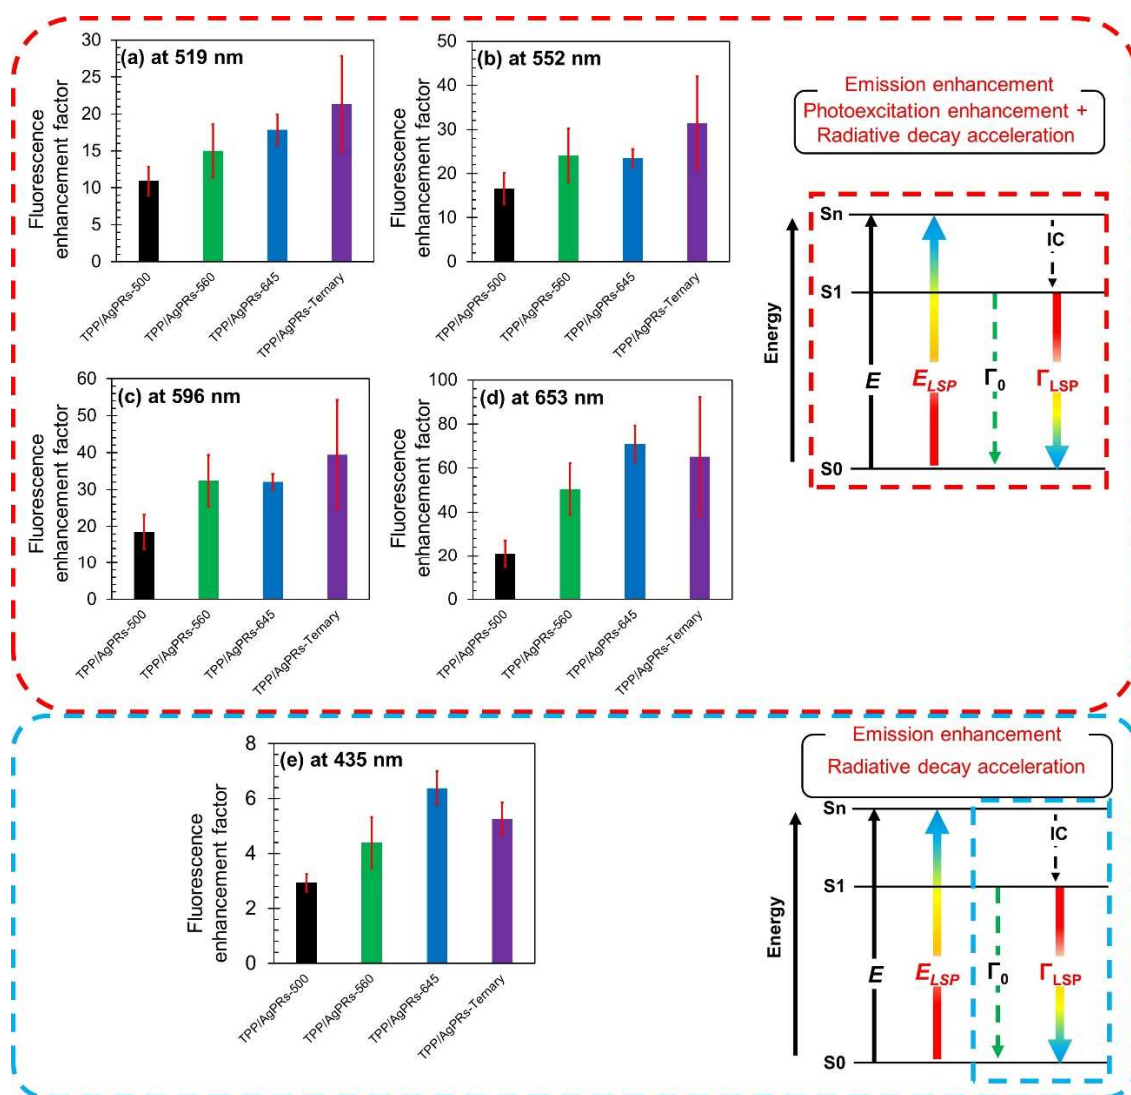 (a) at 519 nm
Fluorescence
enhancement factor
30
25
20
15
10
5
0
TPP/AgPRs-500
TPP/AgPRs-560
TPP/AgPRs-645
TPP/AgPRs-Ternary
(b) at 552 nm
Fluorescence
enhancement factor
50
40
30
20
10
0
TPP/AgPRs-500
TPP/AgPRs-560
TPP/AgPRs-645
TPP/AgPRs-Ternary
Emission enhancement
Photoexcitation enhancement +
Radiative decay acceleration
Energy
Sn
IC
S1
E
E_LSP
Γ0
Γ_LSP
S0
(c) at 596 nm
Fluorescence
enhancement factor
60
50
40
30
20
10
0
TPP/AgPRs-500
TPP/AgPRs-560
TPP/AgPRs-645
TPP/AgPRs-Ternary
(d) at 653 nm
Fluorescence
enhancement factor
100
80
60
40
20
0
TPP/AgPRs-500
TPP/AgPRs-560
TPP/AgPRs-645
TPP/AgPRs-Ternary
(e) at 435 nm
Fluorescence
enhancement factor
8
6
4
2
0
TPP/AgPRs-500
TPP/AgPRs-560
TPP/AgPRs-645
TPP/AgPRs-Ternary
Emission enhancement
Radiative decay acceleration
Energy
Sn
IC
S1
E
E_LSP
Γ0
Γ_LSP
S0